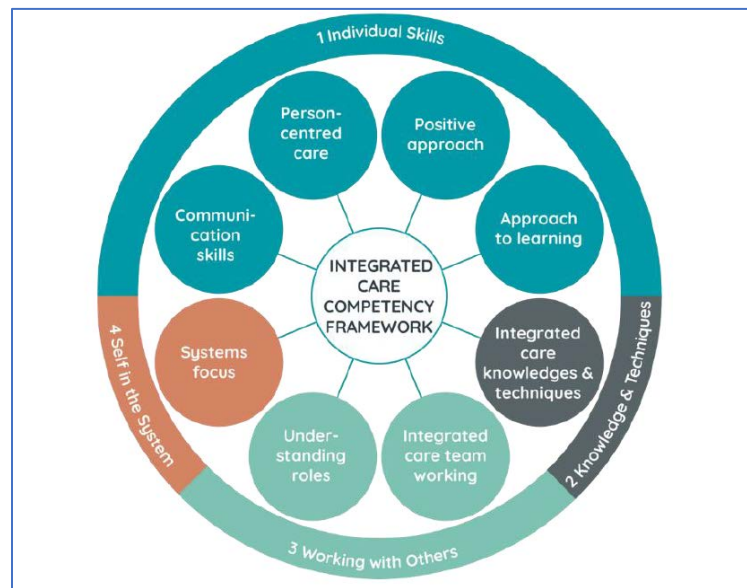 1 Individual Skills
Person-
centred
care
Positive
approach
Communi-
cation
skills
Approach
to learning
INTEGRATED
CARE
COMPETENCY
FRAMEWORK
Systems
focus
Integrated
care
knowledges &
techniques
Under-
standing
roles
Integrated
care team
working
4 Self in the System
2 Knowledge & Techniques
3 Working with Others